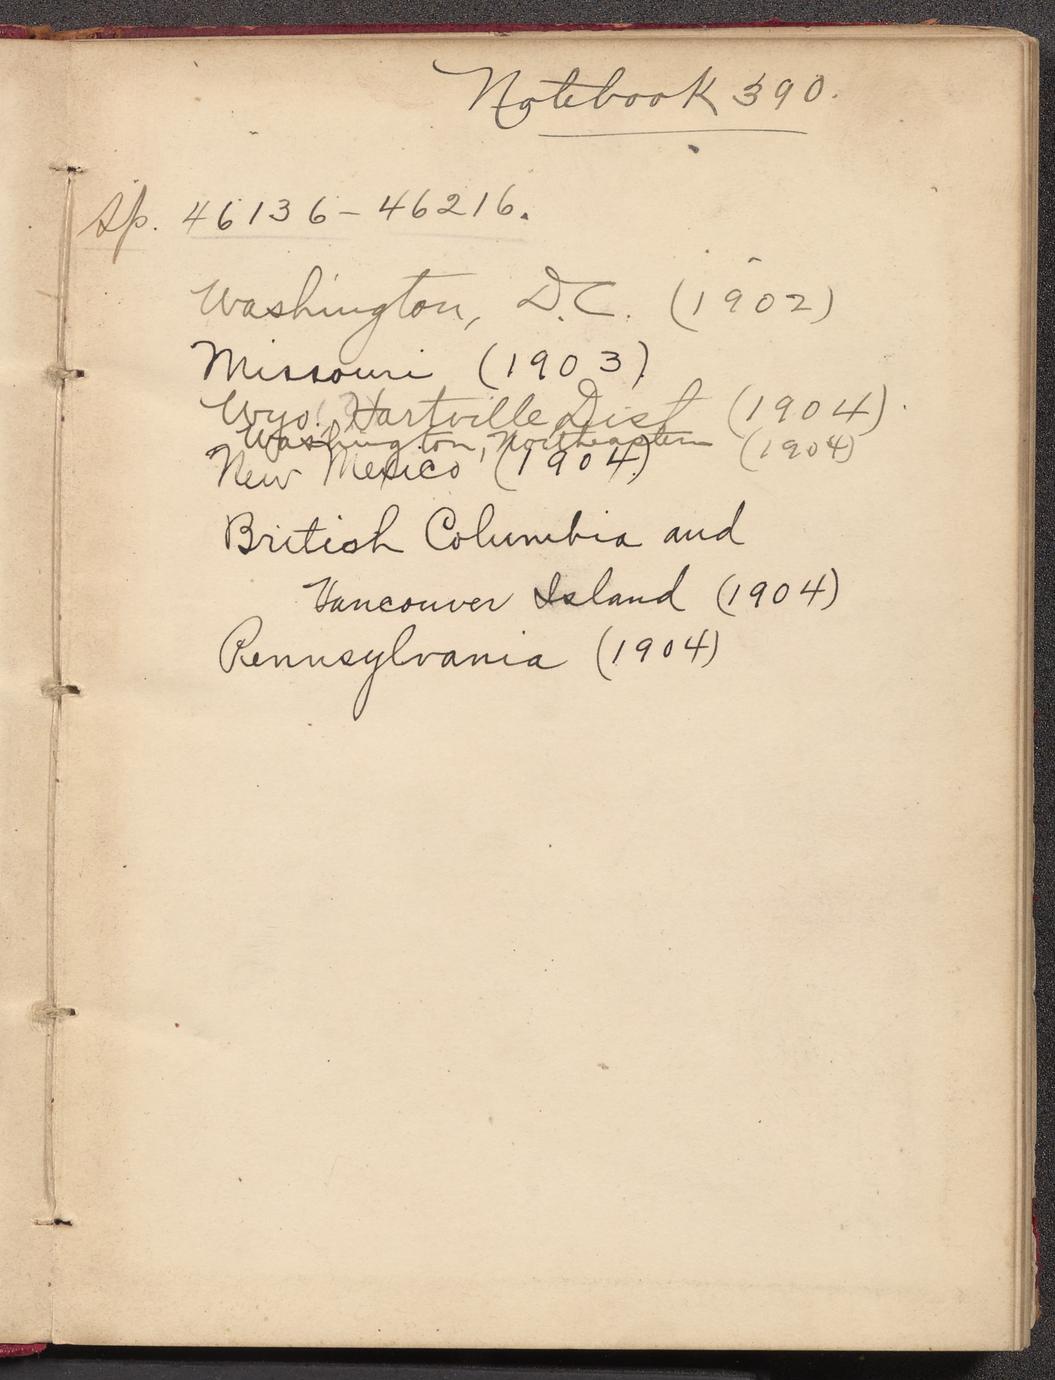 Notebook 390.
Sp. 46136 - 46216.
Washington, D.C. (1902)
Missouri (1903)
Wyo. Hartville Dist (1904).
Washington, Northeastern (1904)
New Mexico (1904)
British Columbia and
Vancouver Island (1904)
Pennsylvania (1904)